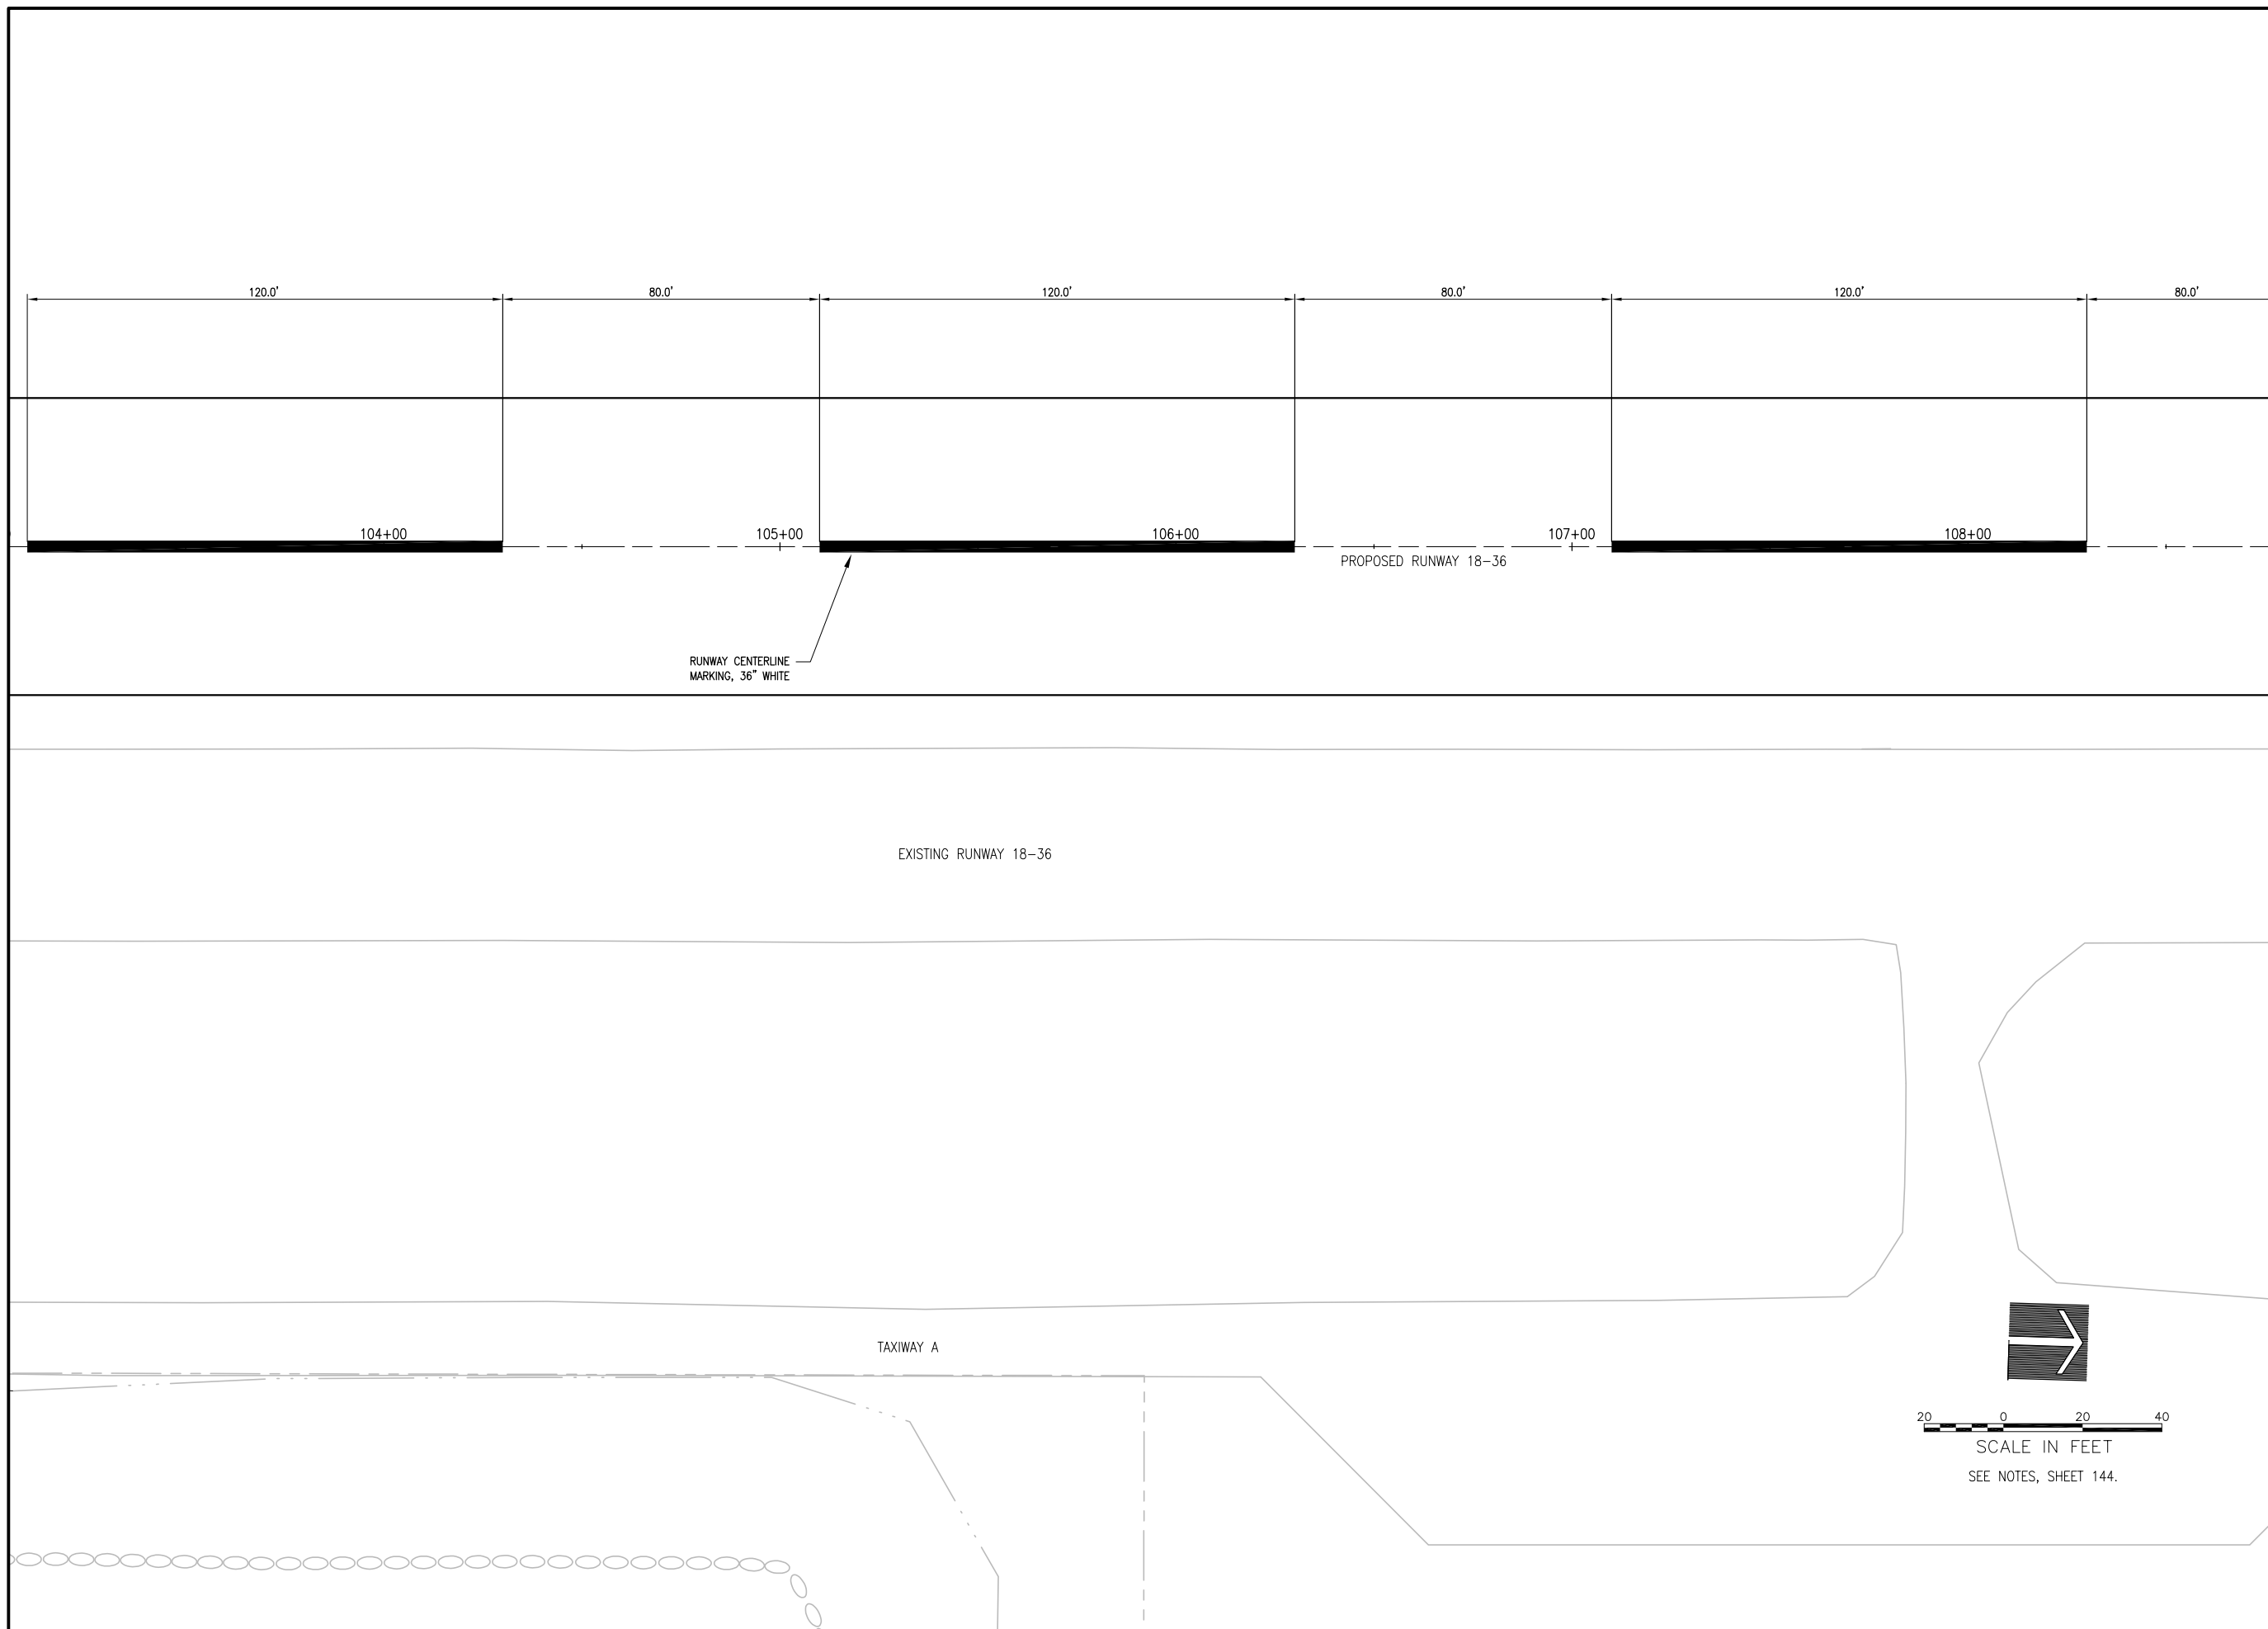 120.0'
80.0'
120.0'
80.0'
120.0'
80.0'
104+00
105+00
106+00
107+00
108+00
PROPOSED RUNWAY 18-36
RUNWAY CENTERLINE
MARKING, 36" WHITE
EXISTING RUNWAY 18-36
TAXIWAY A
20 0 20 40
SCALE IN FEET
SEE NOTES, SHEET 144.